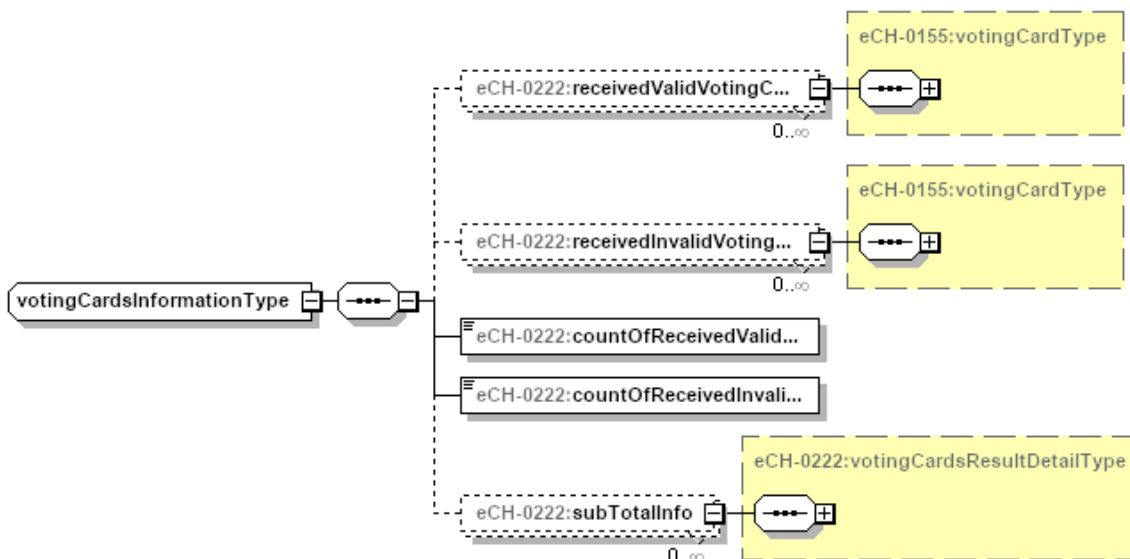 eCH-0155:votingCardType
eCH-0222:receivedValidVotingC...
0..∞
eCH-0155:votingCardType
eCH-0222:receivedInvalidVoting...
0..∞
votingCardsInformationType
eCH-0222:countOfReceivedValid...
eCH-0222:countOfReceivedInvali...
eCH-0222:votingCardsResultDetailType
eCH-0222:subTotalInfo
0..∞